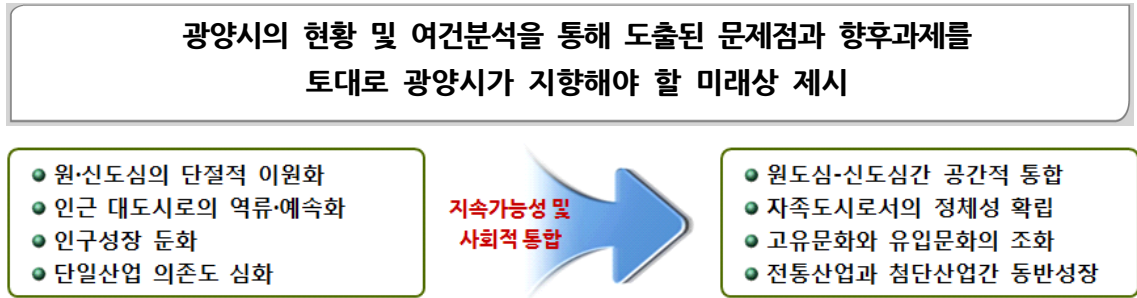 광양시의 현황 및 여건분석을 통해 도출된 문제점과 향후과제를
토대로 광양시가 지향해야 할 미래상 제시
원·신도심의 단절적 이원화
인근 대도시로의 역류·예속화
인구성장 둔화
단일산업 의존도 심화
지속가능성 및
사회적 통합
원도심-신도심간 공간적 통합
자족도시로서의 정체성 확립
고유문화와 유입문화의 조화
전통산업과 첨단산업간 동반성장